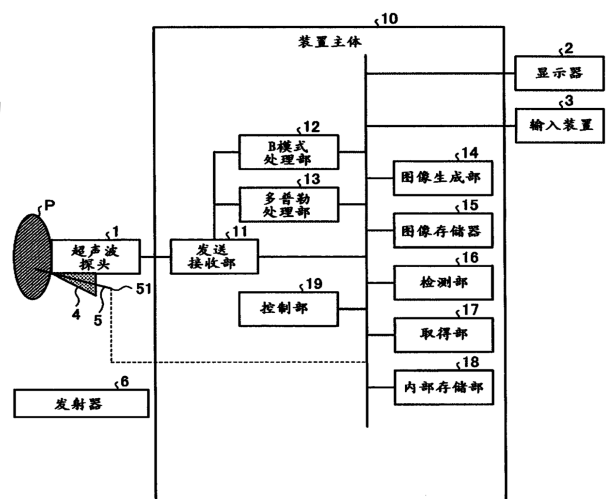 10
装置主体
2
显示器
3
输入装置
12
B模式
处理部
13
多普勒
处理部
14
图像生成部
15
图像存储器
P
1
超声波
探头
11
发送
接收部
16
检测部
19
控制部
17
取得部
18
内部存储部
4
5
51
6
发射器